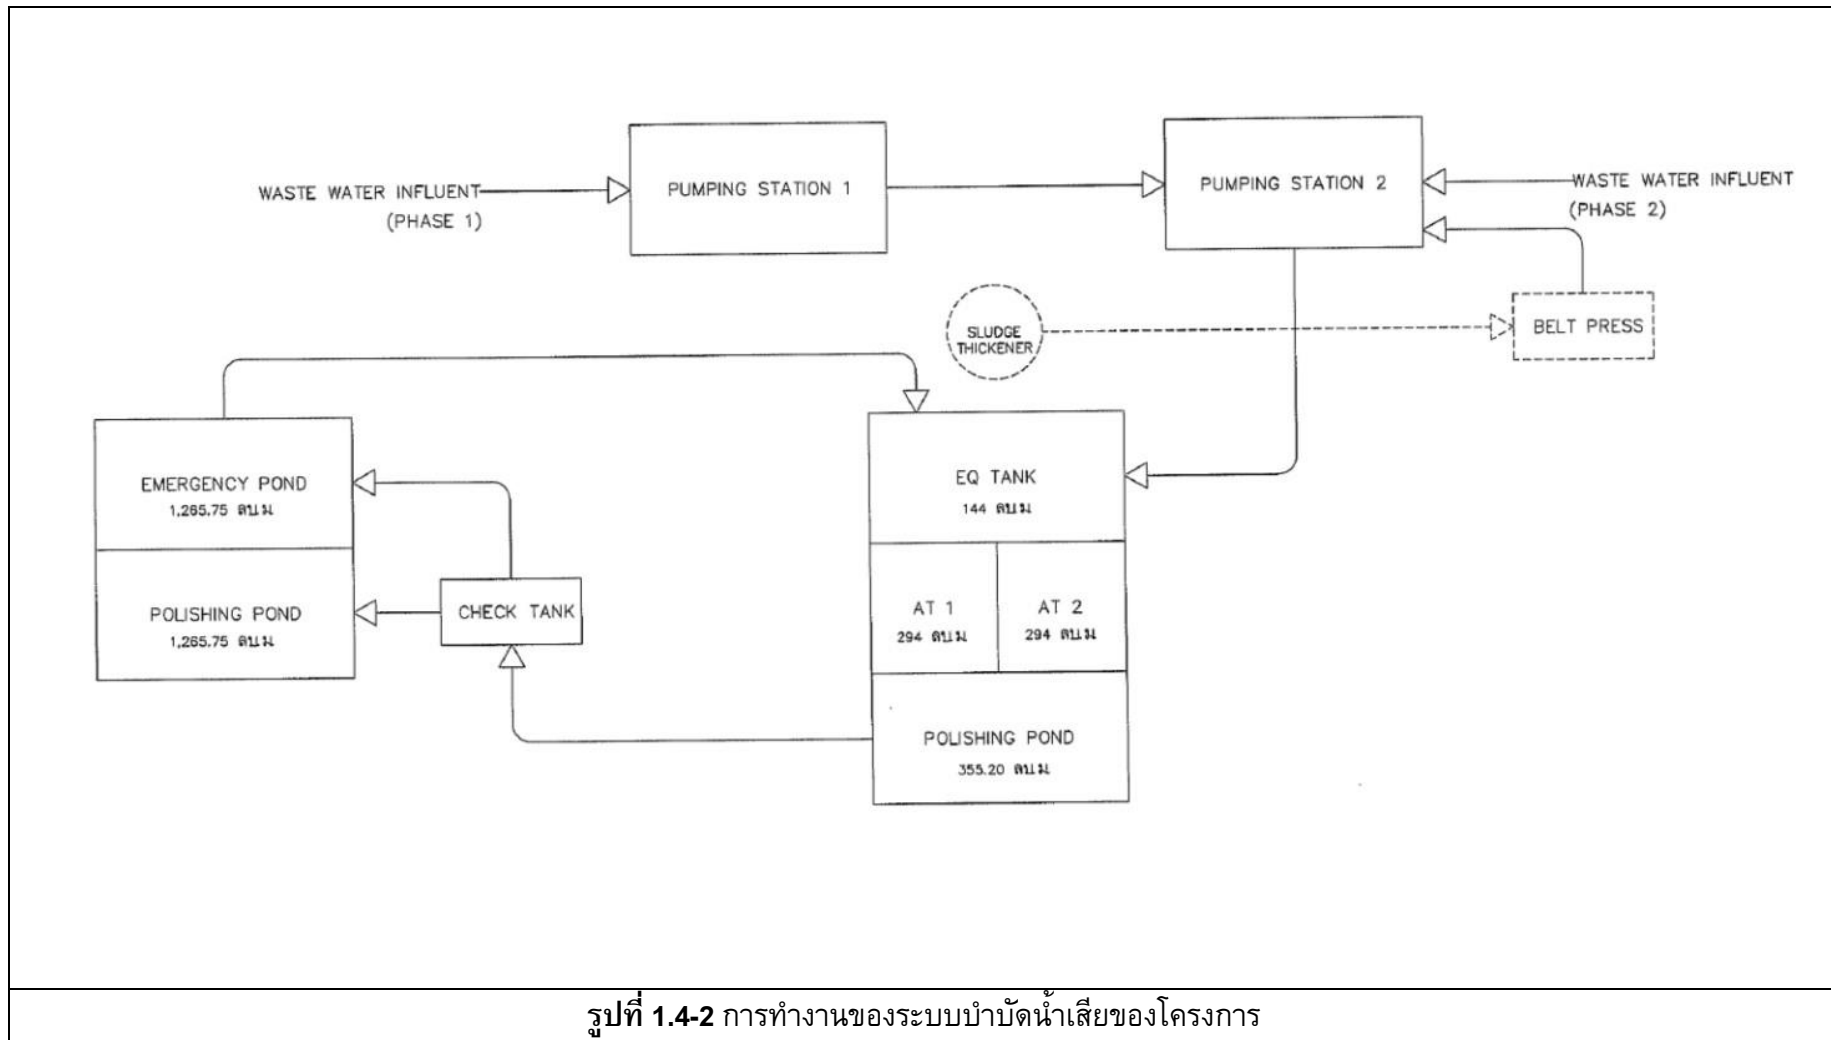 WASTE WATER INFLUENT
(PHASE 1)
PUMPING STATION 1
PUMPING STATION 2
WASTE WATER INFLUENT
(PHASE 2)
SLUDGE
THICKENER
BELT PRESS
EMERGENCY POND
1,265.75 ลบ.ม
POLISHING POND
1,265.75 ลบ.ม
CHECK TANK
EQ TANK
144 ลบ.ม
AT 1
294 ลบ.ม
AT 2
294 ลบ.ม
POLISHING POND
355.20 ลบ.ม
รูปที่ 1.4-2 การทำงานของระบบบำบัดน้ำเสียของโครงการ